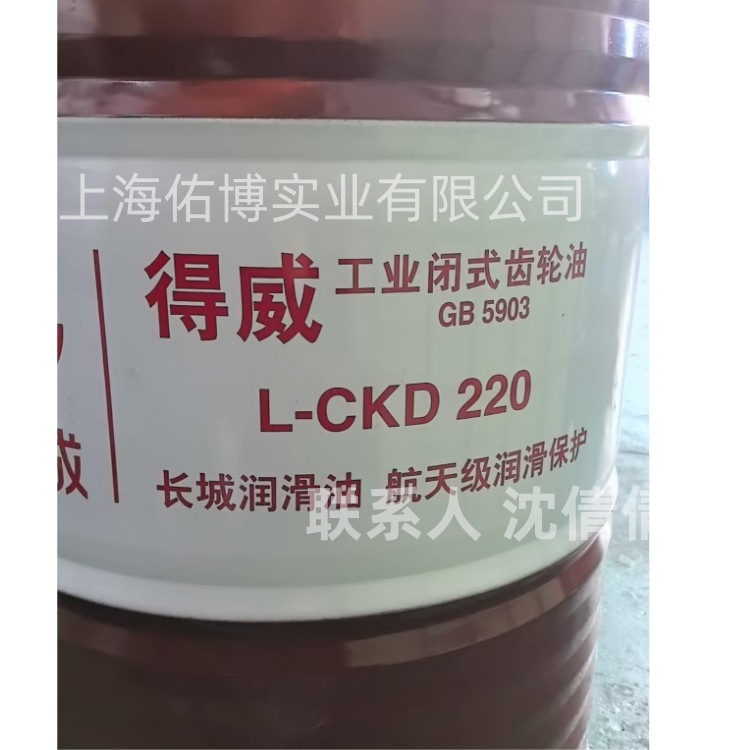 上海佑博实业有限公司
得威 工业闭式齿轮油
GB 5903
L-CKD 220
长城润滑油 航天级润滑保护
联系人 沈倩倩